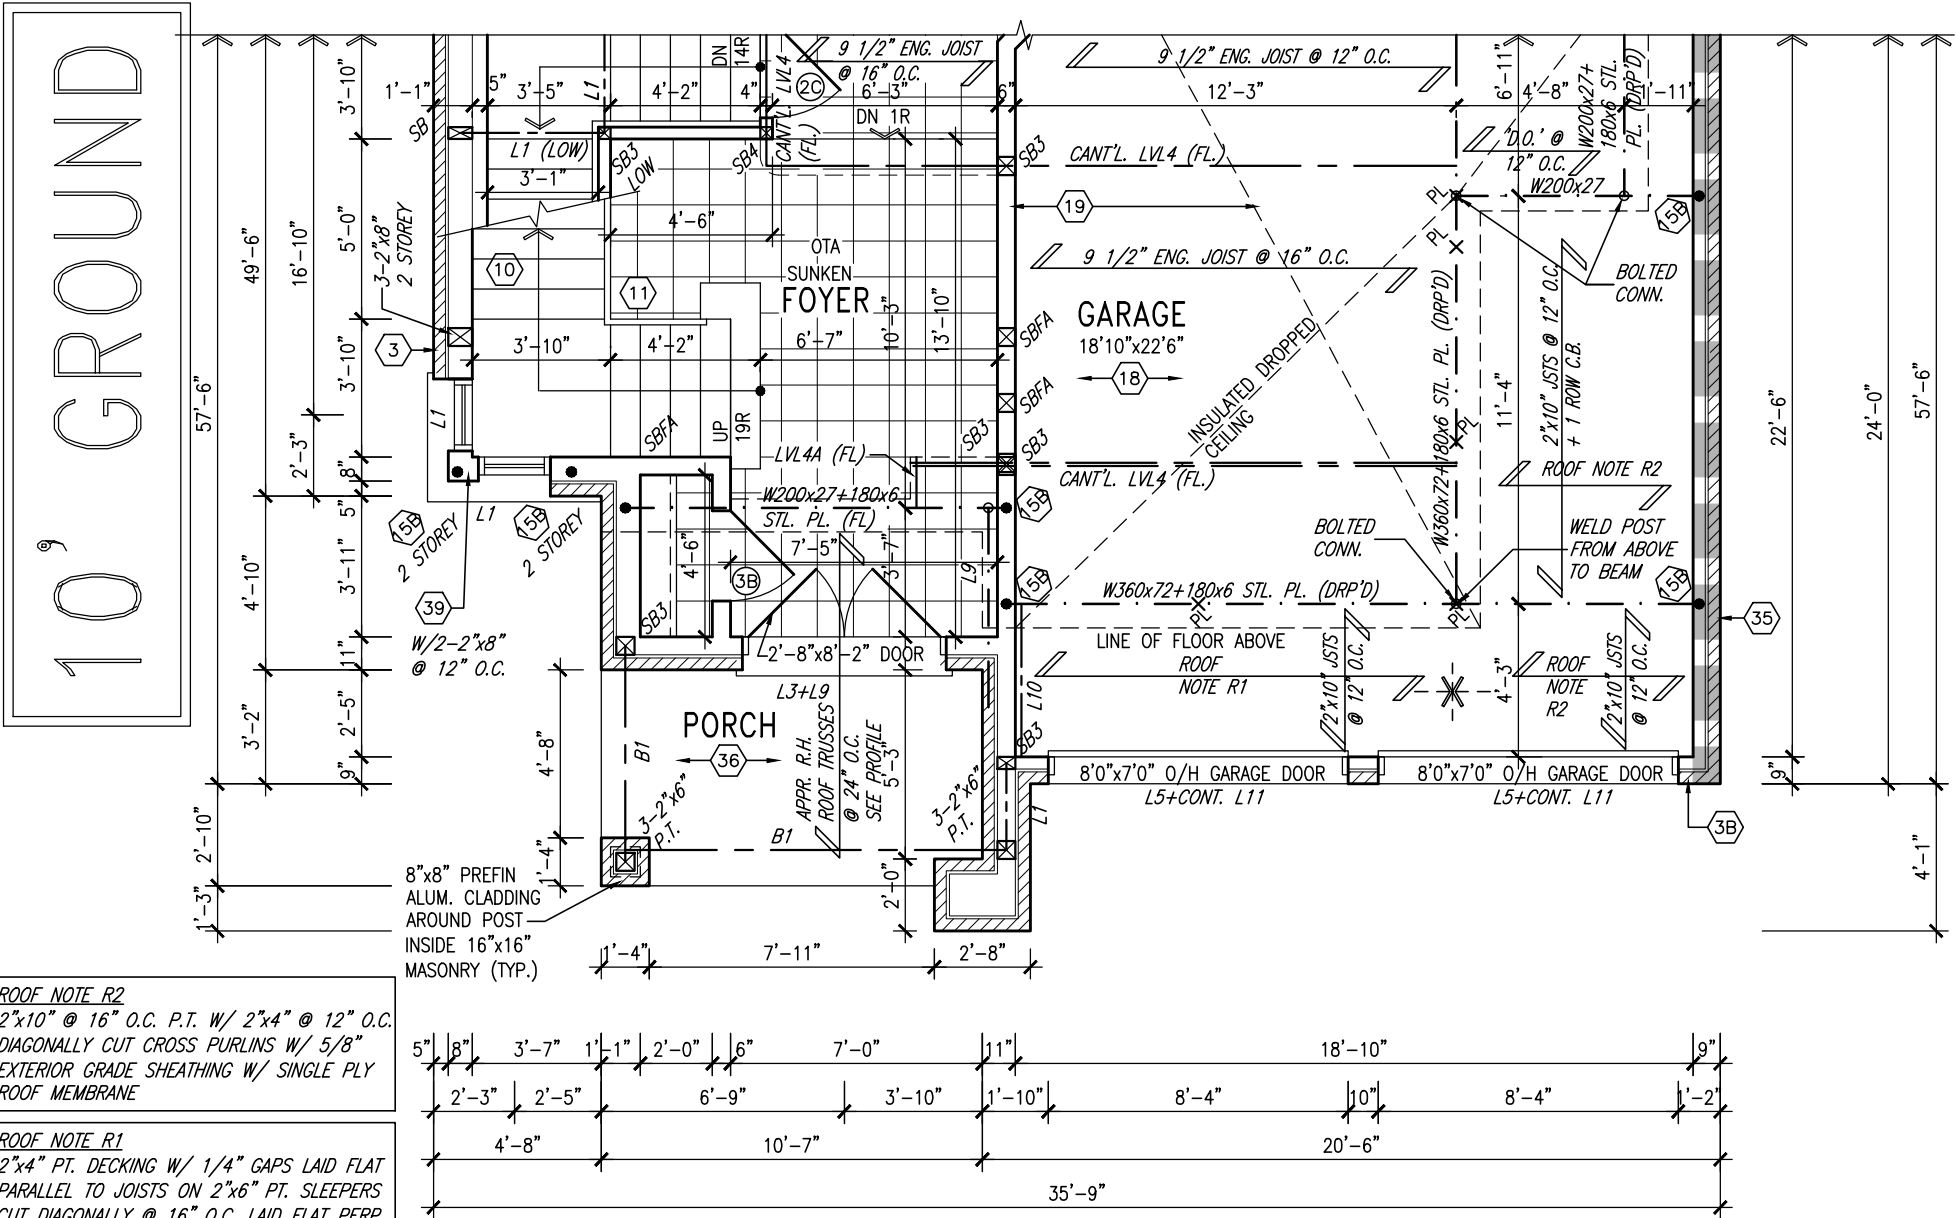 10' GROUND
57'-6"
49'-6"
16'-10"
3'-10"
5'-0"
3'-10"
2'-3"
8"
5"
4'-10"
3'-11"
11"
3'-2"
2'-5"
9"
2'-10"
1'-3"
1'-1"
5"
3'-5"
4'-2"
4"
6'-3"
6"
12'-3"
4'-8"
1'-11"
6'-11"
L1
DN
14R
CANT'L. LVL4
(FL.)
9 1/2" ENG. JOIST
@ 16" O.C.
2C
DN 1R
9 1/2" ENG. JOIST @ 12" O.C.
W200x27+
180x6 STL.
PL. (DRP'D)
'D.O.' @
12" O.C.
W200x27
SB
L1 (LOW)
3'-1"
SB3
LOW
SB4
4'-6"
SB3
CANT'L. LVL4 (FL.)
19
PL
PL
15B
BOLTED
CONN.
3-2"x8"
2 STOREY
10
11
3
OTA
SUNKEN
FOYER
10'-3"
13'-10"
3'-10"
4'-2"
6'-7"
9 1/2" ENG. JOIST @ 16" O.C.
GARAGE
18'10"x22'6"
18
SBFA
SBFA
INSULATED DROPPED
CEILING
W360x72+180x6 STL. PL. (DRP'D)
PL
11'-4"
2"x10" JSTS @ 12" O.C.
+ 1 ROW C.B.
22'-6"
24'-0"
57'-6"
L1
SBFA
UP
19R
LVL4A (FL)
SB3
SB3
CANT'L. LVL4 (FL.)
ROOF NOTE R2
W200x27+180x6
STL. PL. (FL)
7'-5"
4'-6"
3'-7"
3B
L9
15B
15B
BOLTED
CONN.
WELD POST
FROM ABOVE
TO BEAM
15B
L1
15B
2 STOREY
15B
2 STOREY
39
W/2-2"x8"
@ 12" O.C.
SB3
W360x72+180x6 STL. PL. (DRP'D)
PL
PL
35
2'-8"x8'-2" DOOR
L3+L9
LINE OF FLOOR ABOVE
ROOF
NOTE R1
2"x10" JSTS
@ 12" O.C.
4'-3"
ROOF
NOTE
R2
2"x10" JSTS
@ 12" O.C.
L10
SB3
PORCH
36
4'-8"
B1
3-2"x6"
P.T.
APPR. R.H.
ROOF TRUSSES
@ 24" O.C.
SEE PROFILE
5'-3"
B1
3-2"x6"
P.T.
L1
8'0"x7'0" O/H GARAGE DOOR
L5+CONT. L11
8'0"x7'0" O/H GARAGE DOOR
L5+CONT. L11
9"
3B
4'-1"
1'-4"
2'-0"
8"x8" PREFIN
ALUM. CLADDING
AROUND POST
INSIDE 16"x16"
MASONRY (TYP.)
1'-4"
7'-11"
2'-8"
ROOF NOTE R2
2"x10" @ 16" O.C. P.T. W/ 2"x4" @ 12" O.C.
DIAGONALLY CUT CROSS PURLINS W/ 5/8"
EXTERIOR GRADE SHEATHING W/ SINGLE PLY
ROOF MEMBRANE
ROOF NOTE R1
2"x4" PT. DECKING W/ 1/4" GAPS LAID FLAT
PARALLEL TO JOISTS ON 2"x6" PT. SLEEPERS
CUT DIAGONALLY @ 16" O.C. LAID FLAT PERP.
5"
8"
3'-7"
1'-1"
2'-0"
6"
7'-0"
11"
18'-10"
9"
2'-3"
2'-5"
6'-9"
3'-10"
1'-10"
8'-4"
10"
8'-4"
1'-2"
4'-8"
10'-7"
20'-6"
35'-9"